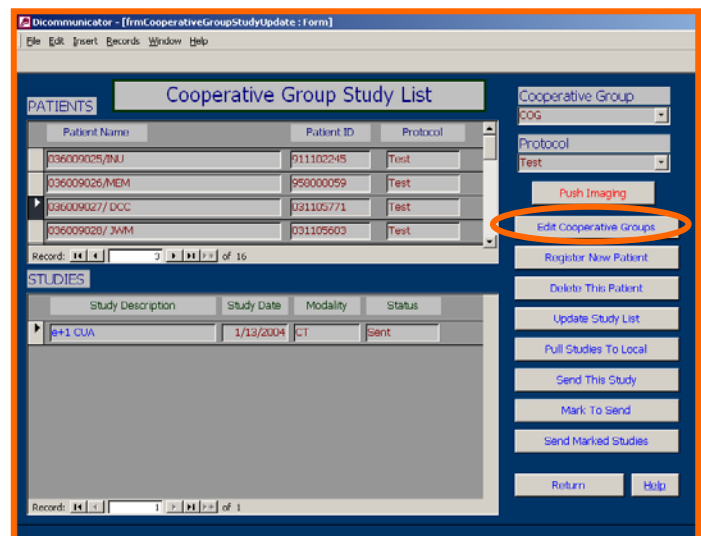 Dicommunicator - [frmCooperativeGroupStudyUpdate : Form]
File Edit Insert Records Window Help
Cooperative Group Study List
PATIENTS
Patient Name Patient ID Protocol
036009025/INU 911102245 Test
036009026/MEM 958000059 Test
036009027/ DCC 031105771 Test
036009028/ JWM 031105603 Test
Record: 3 of 16
STUDIES
Study Description Study Date Modality Status
e+1 CUA 1/13/2004 CT Sent
Record: 1 of 1
Cooperative Group
COG
Protocol
Test
Push Imaging
Edit Cooperative Groups
Register New Patient
Delete This Patient
Update Study List
Pull Studies To Local
Send This Study
Mark To Send
Send Marked Studies
Return Help